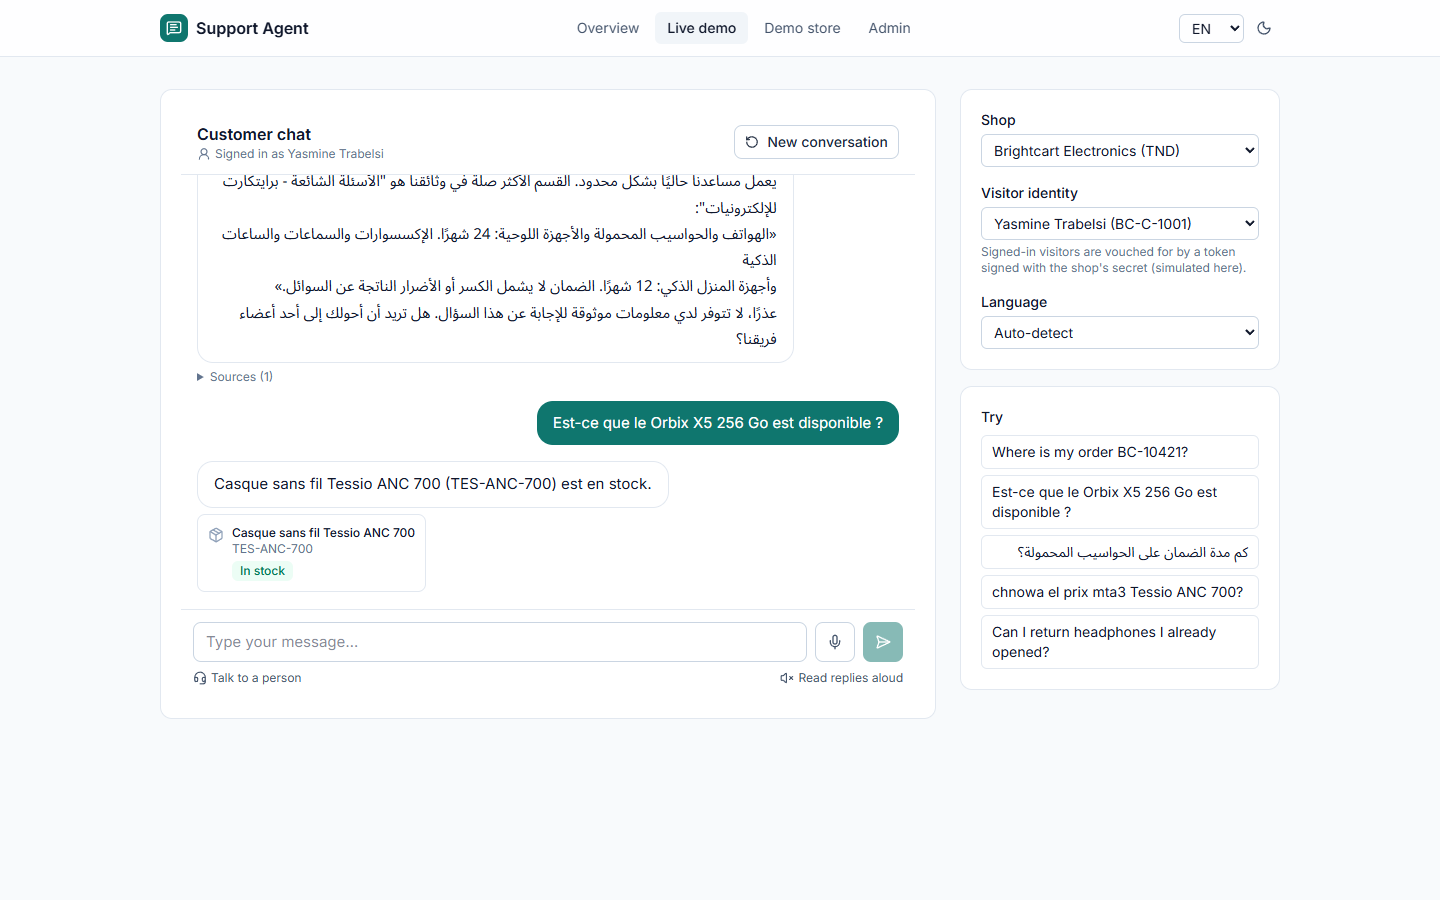 Support Agent
Overview
Live demo
Demo store
Admin
EN
Customer chat
Signed in as Yasmine Trabelsi
New conversation
يعمل مساعدنا حاليًا بشكل محدود. القسم الأكثر صلة في وثائقنا هو "الأسئلة الشائعة - برايتكارت
للإلكترونيات":
«الهواتف والحواسيب المحمولة والأجهزة اللوحية: 24 شهرًا. الإكسسوارات والسماعات والساعات
الذكية
وأجهزة المنزل الذكي: 12 شهرًا. الضمان لا يشمل الكسر أو الأضرار الناتجة عن السوائل.»
عذرًا، لا تتوفر لدي معلومات موثوقة للإجابة عن هذا السؤال. هل تريد أن أحولك إلى أحد أعضاء
فريقنا؟
Sources (1)
Est-ce que le Orbix X5 256 Go est disponible ?
Casque sans fil Tessio ANC 700 (TES-ANC-700) est en stock.
Casque sans fil Tessio ANC 700
TES-ANC-700
In stock
Type your message...
Talk to a person
Read replies aloud
Shop
Brightcart Electronics (TND)
Visitor identity
Yasmine Trabelsi (BC-C-1001)
Signed-in visitors are vouched for by a token
signed with the shop's secret (simulated here).
Language
Auto-detect
Try
Where is my order BC-10421?
Est-ce que le Orbix X5 256 Go est
disponible ?
كم مدة الضمان على الحواسيب المحمولة؟
chnowa el prix mta3 Tessio ANC 700?
Can I return headphones I already
opened?